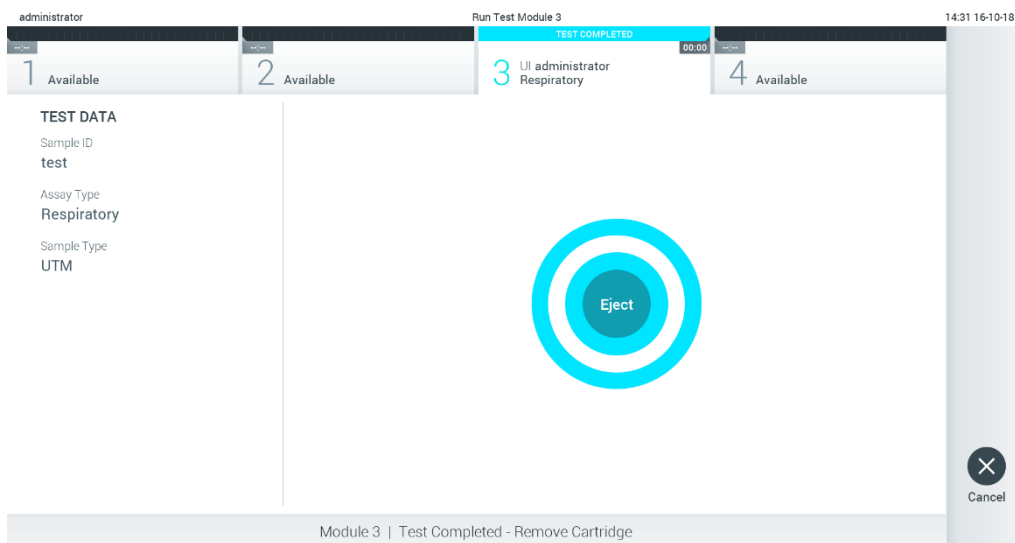 administrator
Run Test Module 3
14:31 16-10-18
TEST COMPLETED
--:--
1 Available
--:--
2 Available
00:00
3 UI administrator
Respiratory
--:--
4 Available
TEST DATA
Sample ID
test
Assay Type
Respiratory
Sample Type
UTM
Eject
Cancel
Module 3 | Test Completed - Remove Cartridge